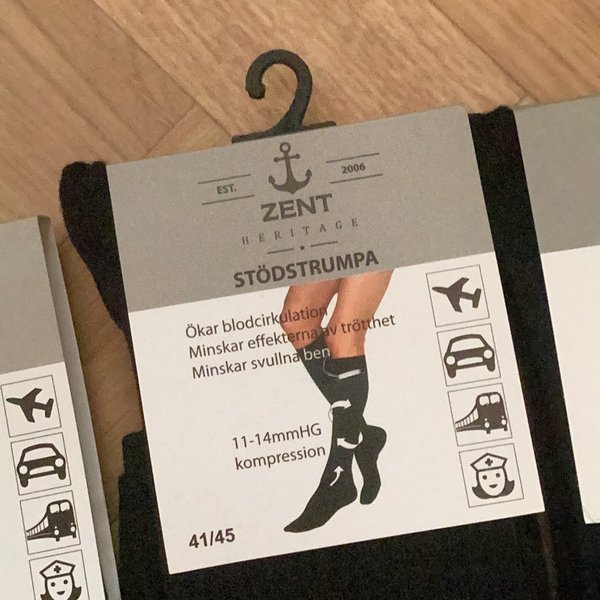 EST.
2006
ZENT
HERITAGE
STÖDSTRUMPA
Ökar blodcirkulation
Minskar effekterna av trötthet
Minskar svullna ben
11-14mmHG
kompression
41/45